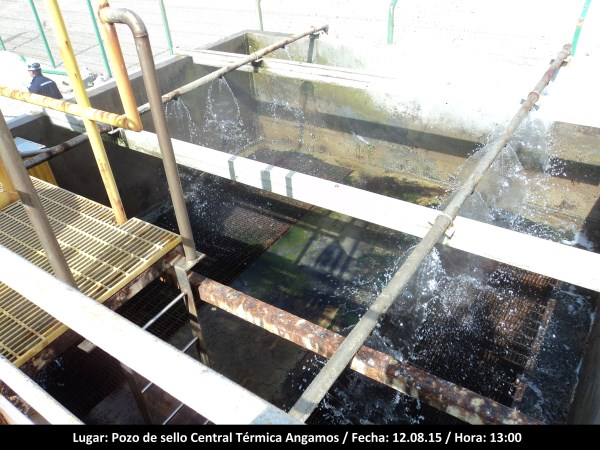 Lugar: Pozo de sello Central Térmica Angamos / Fecha: 12.08.15 / Hora: 13:00